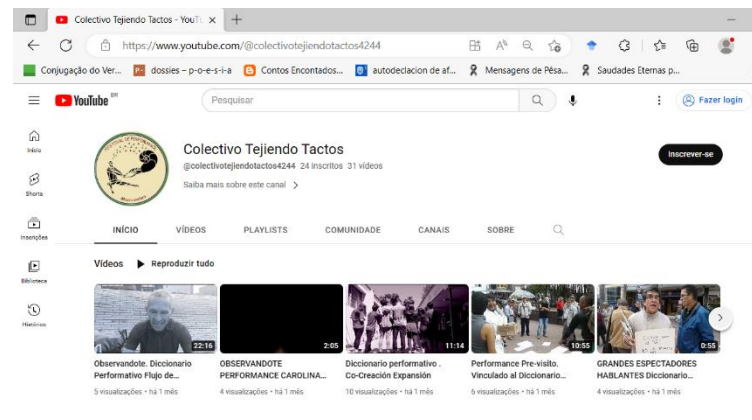 Colectivo Tejiendo Tactos - YouTu
https://www.youtube.com/@colectivotejiendotactos4244
Conjugação do Ver... dossies – p-o-e-s-i-a Contos Encontados... autodeclacion de af... Mensagens de Pêsa... Saudades Eternas p...
YouTube BR Pesquisar Fazer login
Início
Shorts
Inscrições
Biblioteca
Histórico
Colectivo Tejiendo Tactos
@colectivotejiendotactos4244 24 inscritos 31 vídeos
Saiba mais sobre este canal
Inscrever-se
INÍCIO VÍDEOS PLAYLISTS COMUNIDADE CANAIS SOBRE
Vídeos Reproduzir tudo
22:16 2:05 11:14 10:55 0:55
Observandote. Diccionario
Performativo Flujo de...
5 visualizações • há 1 mês
OBSERVANDOTE
PERFORMANCE CAROLINA...
4 visualizações • há 1 mês
Diccionario performativo .
Co-Creación Expansión
10 visualizações • há 1 mês
Performance Pre-visito.
Vinculado al Diccionario...
6 visualizações • há 1 mês
GRANDES ESPECTADORES
HABLANTES Diccionario...
4 visualizações • há 1 mês